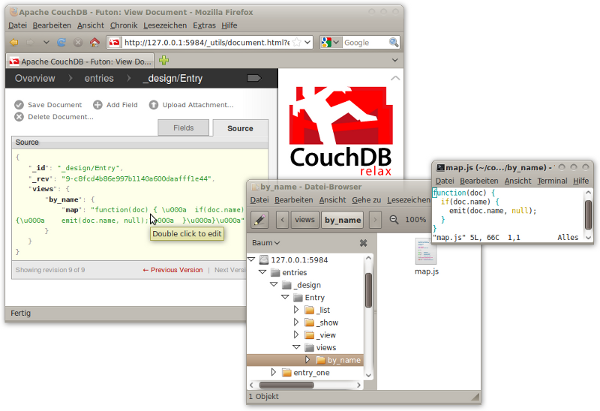 Apache CouchDB - Futon: View Document - Mozilla Firefox
Datei Bearbeiten Ansicht Chronik Lesezeichen Extras Hilfe
http://127.0.0.1:5984/_utils/document.html?e
Google
Apache CouchDB - Futon: View Do...
Overview entries _design/Entry
Save Document Add Field Upload Attachment...
Delete Document...
Fields Source
Source
{
"_id": "_design/Entry",
"_rev": "9-c8fcd4b86e997b1140a600daafff1e44",
"views": {
"by_name": {
"map": "function(doc) { \u000a if(doc.name)
{\u000a emit(doc.name, null);\u000a }\u000a}\u000a"
}
}
}
Double click to edit
Showing revision 9 of 9 ← Previous Version | Next Vers
Fertig
CouchDB
relax
by_name - Datei-Browser
Datei Bearbeiten Ansicht Gehe zu Lesezeichen
views by_name 100%
Baum
127.0.0.1:5984
entries
_design
Entry
_list
_show
_view
views
by_name
entry_one
map.js
1 Objekt
map.js (~/co.../by_name) -
Datei Bearbeiten Ansicht Terminal Hilfe
function(doc) {
if(doc.name) {
emit(doc.name, null);
}
}
"map.js" 5L, 66C 1,1 Alles